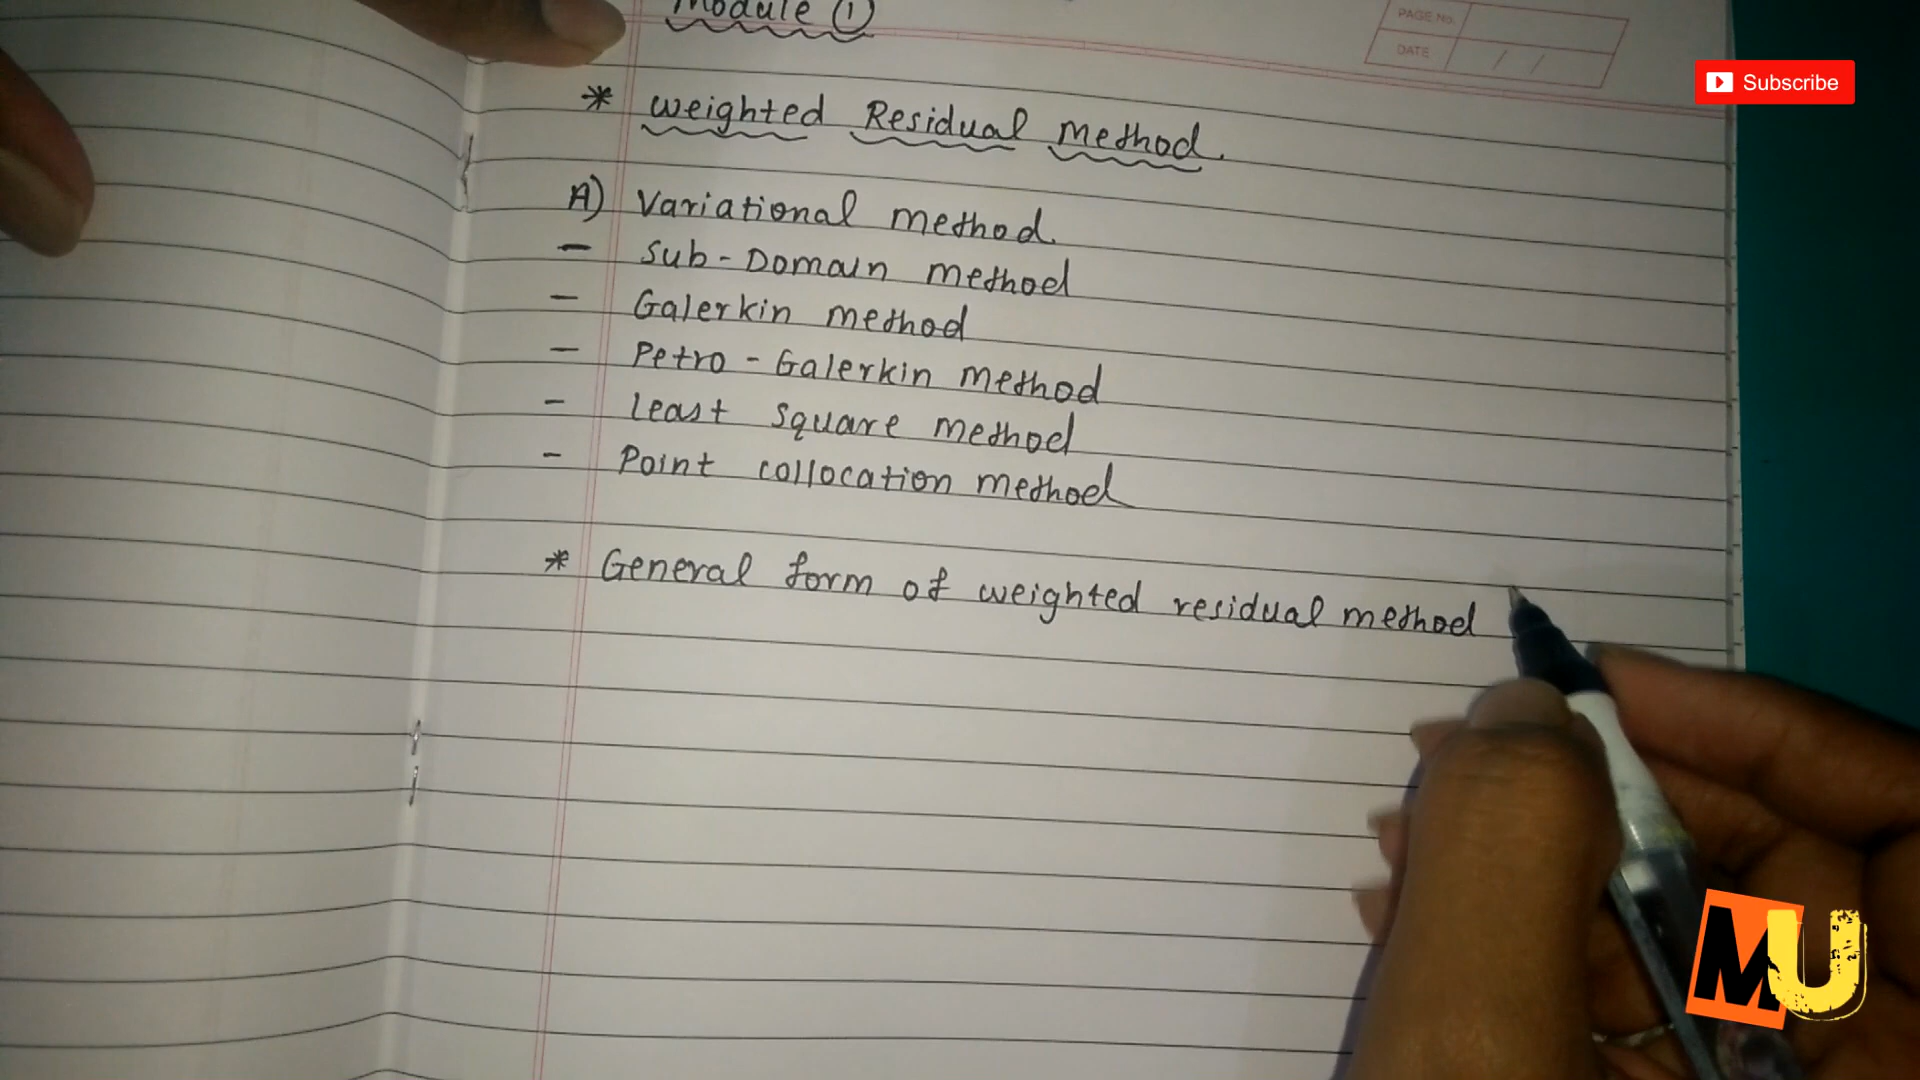 Module ①
PAGE No.
DATE / /
Subscribe
* Weighted Residual Method.
A) Variational method.
- Sub-Domain method
- Galerkin method
- Petro-Galerkin method
- Least square method
- Point collocation method
* General form of weighted residual method
MU